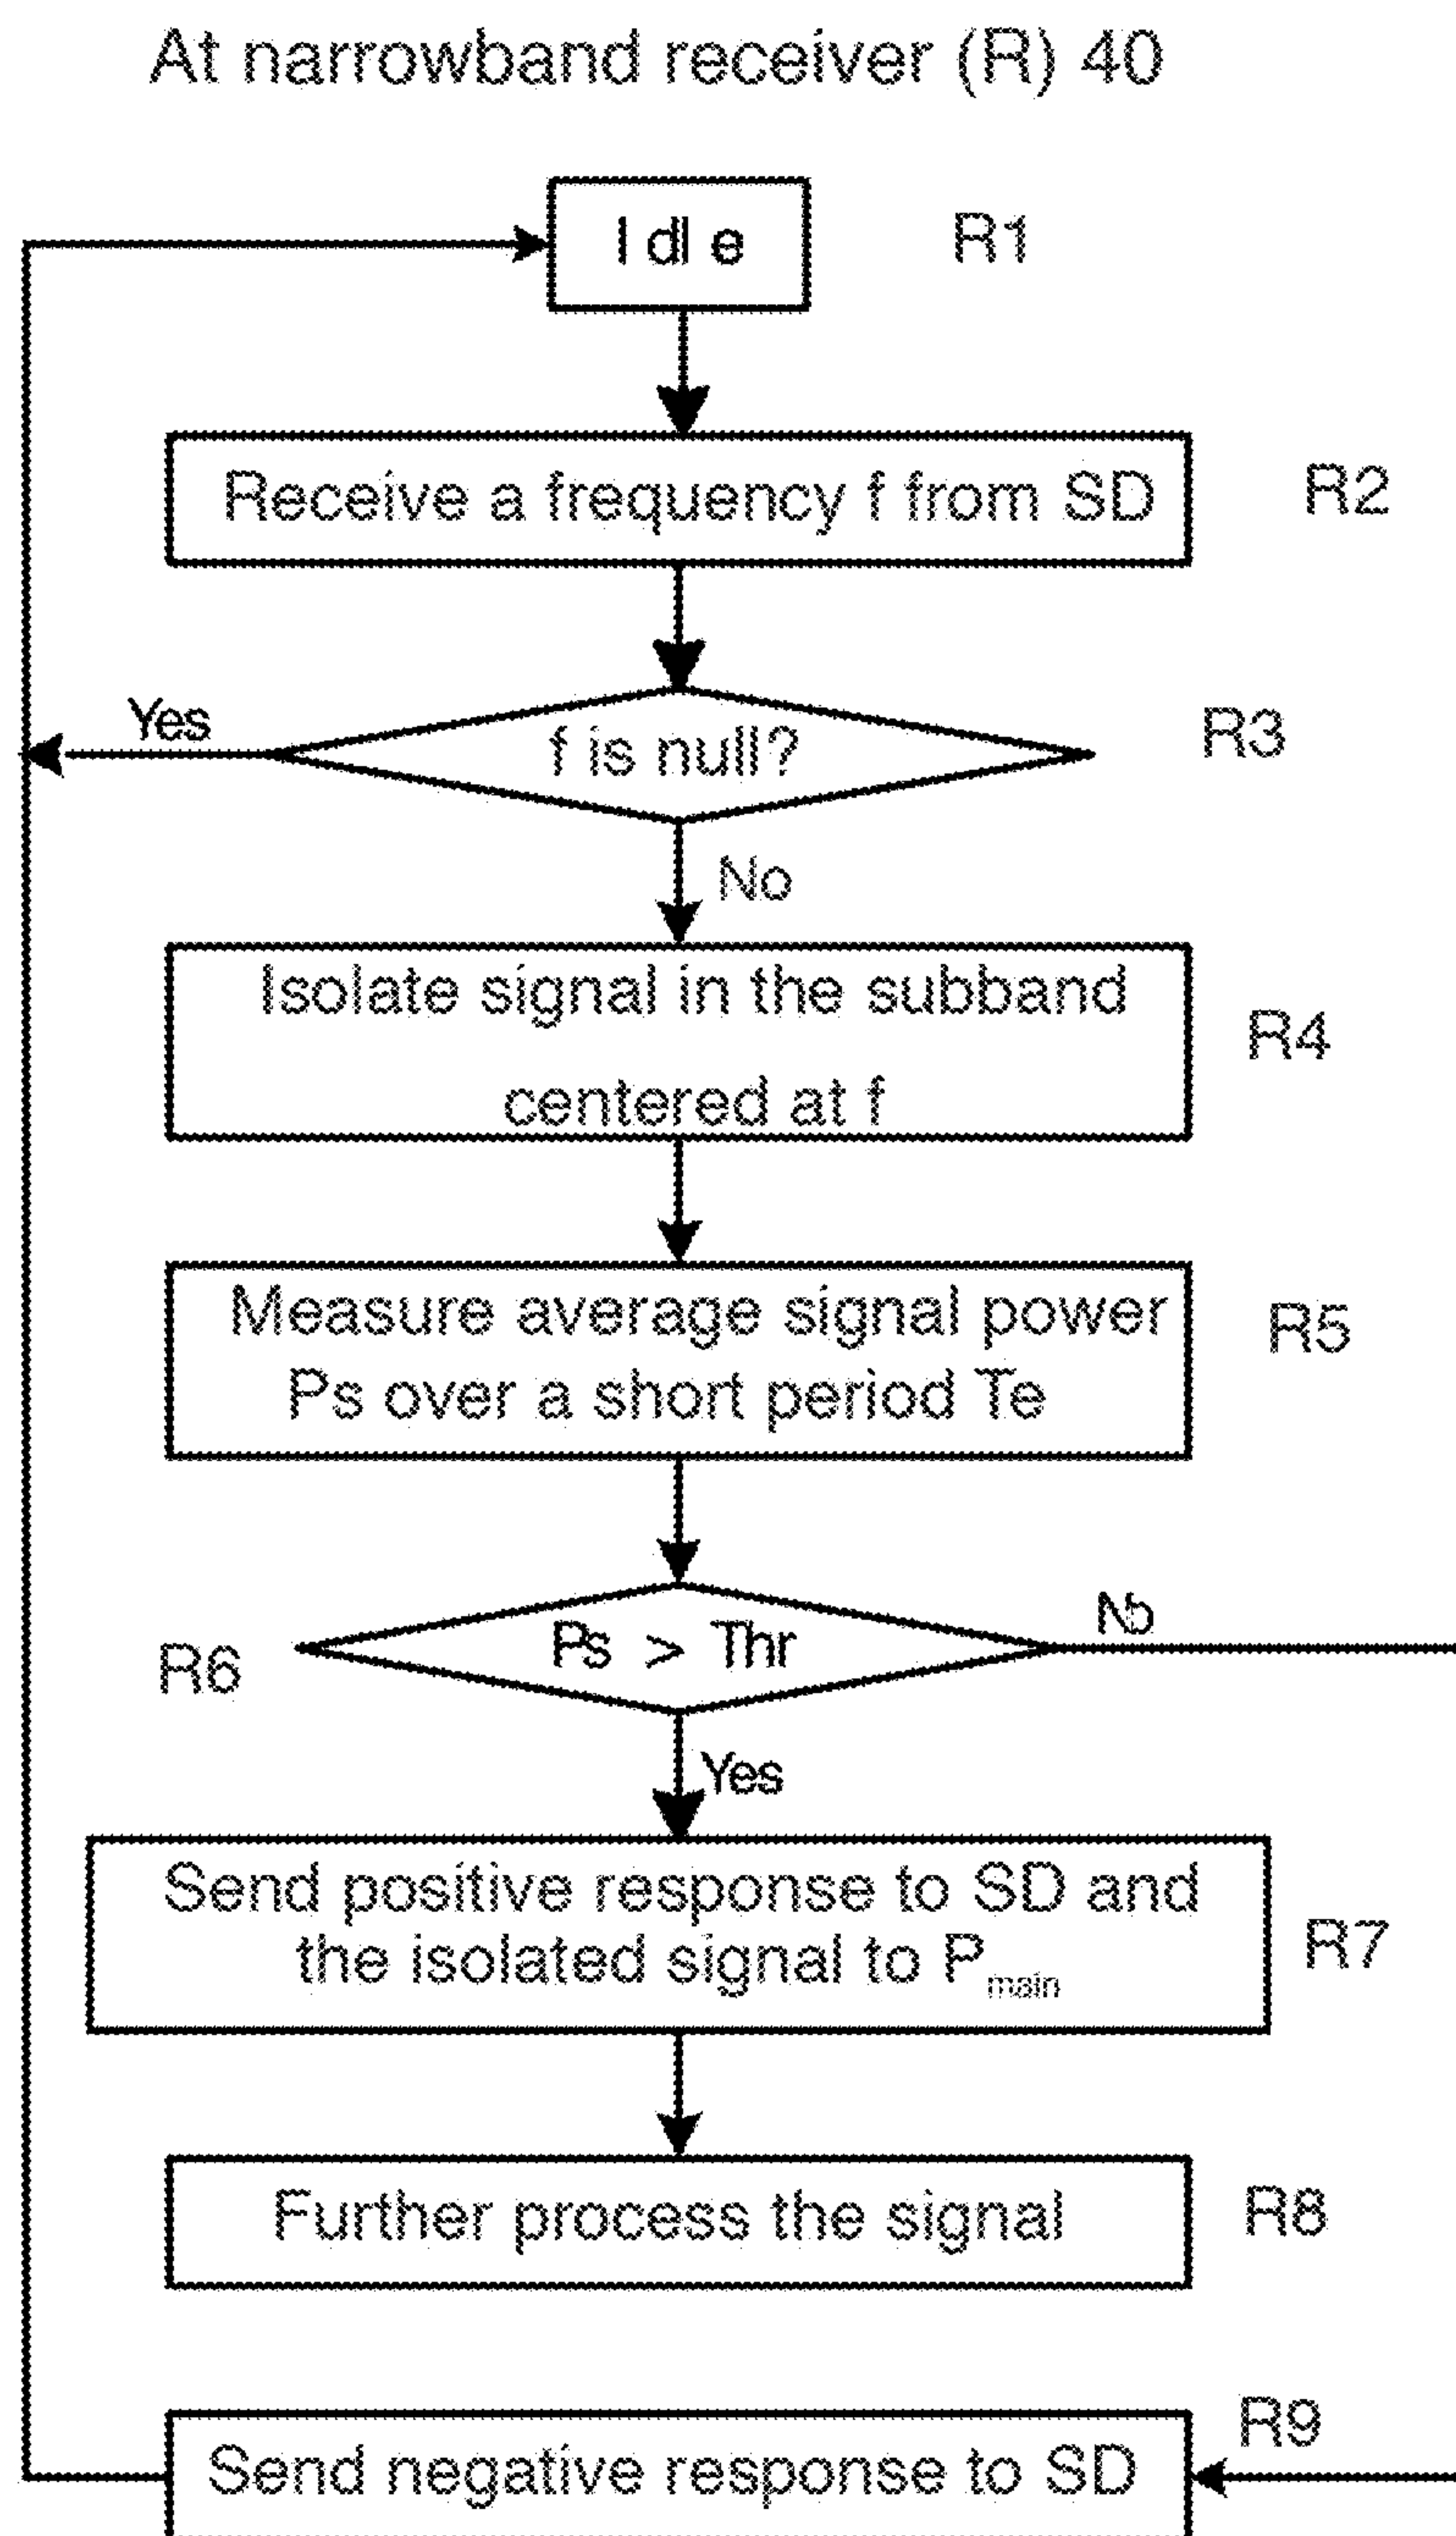 At narrowband receiver (R) 40
Idle
R1
Receive a frequency f from SD
R2
Yes
f is null?
R3
No
Isolate signal in the subband
centered at f
R4
Measure average signal power
Ps over a short period Te
R5
No
Ps > Thr
R6
Yes
Send positive response to SD and
the isolated signal to Pmain
R7
Further process the signal
R8
R9
Send negative response to SD